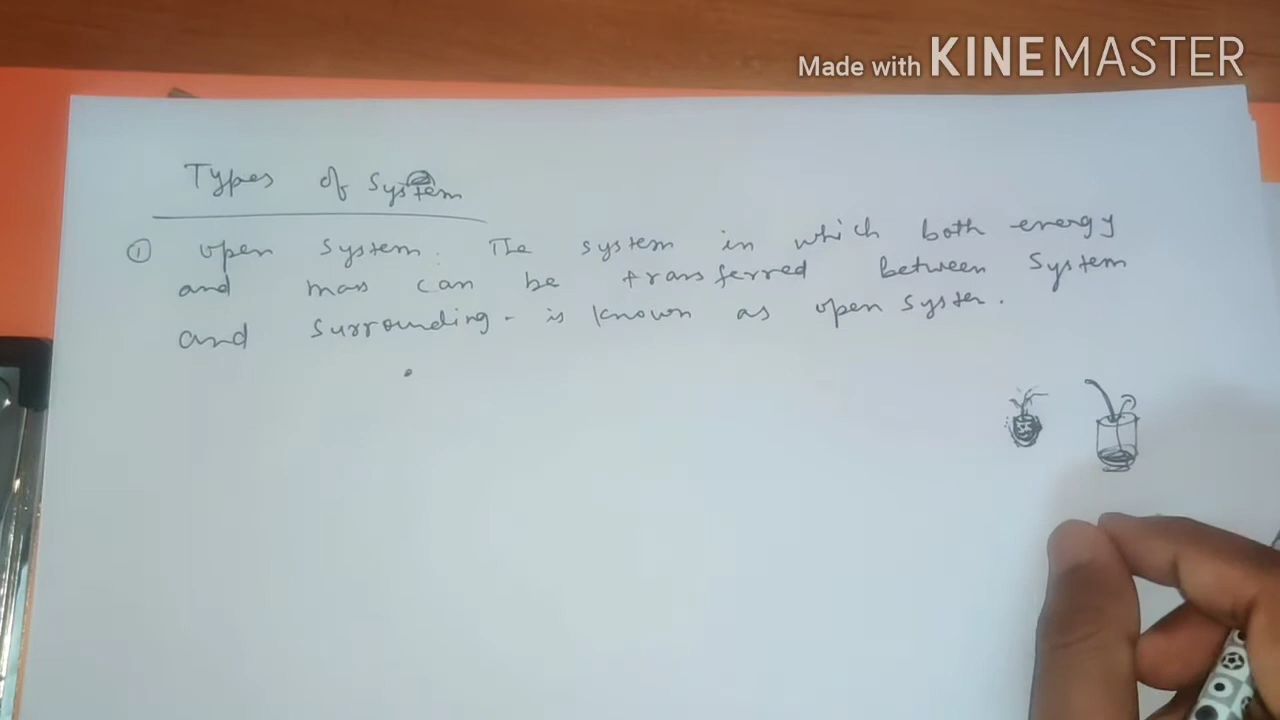 Made with KINEMASTER
Types of System
① open system: The system in which both energy
and mass can be transferred between System
and surrounding - is known as open system.